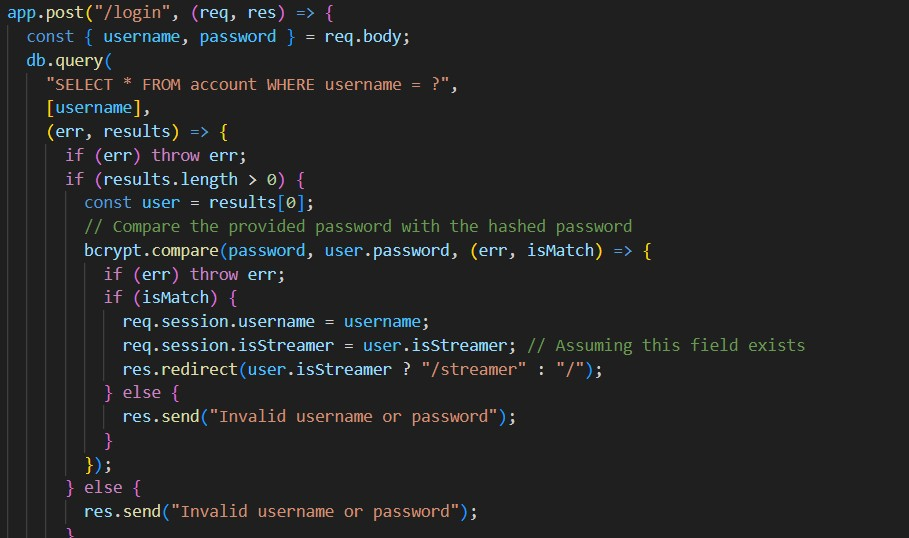 app.post("/login", (req, res) => {
  const { username, password } = req.body;
  db.query(
    "SELECT * FROM account WHERE username = ?",
    [username],
    (err, results) => {
      if (err) throw err;
      if (results.length > 0) {
        const user = results[0];
        // Compare the provided password with the hashed password
        bcrypt.compare(password, user.password, (err, isMatch) => {
          if (err) throw err;
          if (isMatch) {
            req.session.username = username;
            req.session.isStreamer = user.isStreamer; // Assuming this field exists
            res.redirect(user.isStreamer ? "/streamer" : "/");
          } else {
            res.send("Invalid username or password");
          }
        });
      } else {
        res.send("Invalid username or password");
      }